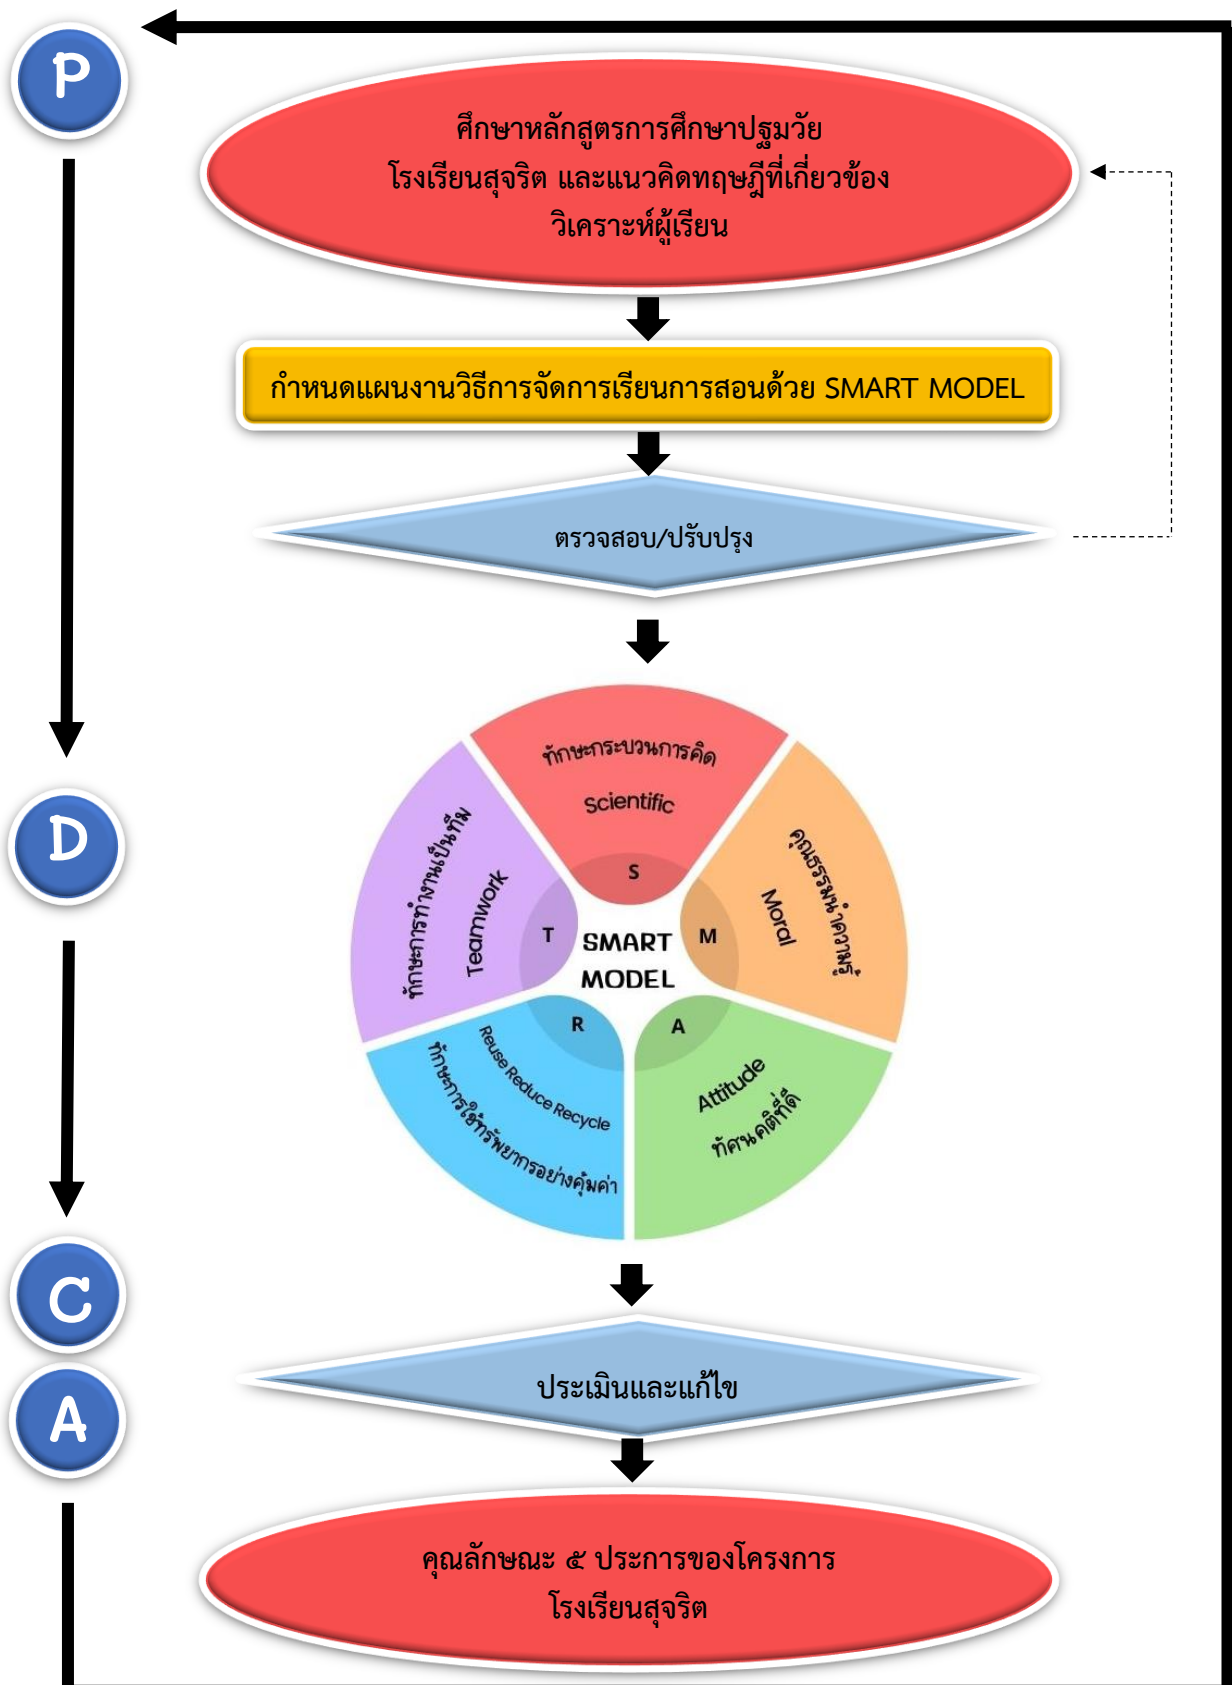 P
ศึกษาหลักสูตรการศึกษาปฐมวัย
โรงเรียนสุจริต และแนวคิดทฤษฎีที่เกี่ยวข้อง
วิเคราะห์ผู้เรียน
กำหนดแผนงานวิธีการจัดการเรียนการสอนด้วย SMART MODEL
ตรวจสอบ/ปรับปรุง
D
ทักษะกระบวนการคิด
Scientific
S
คุณธรรมนำความรู้
Moral
M
Attitude
ทัศนคติที่ดี
A
Reuse Reduce Recycle
ทักษะการใช้ทรัพยากรอย่างคุ้มค่า
R
ทักษะการทำงานเป็นทีม
Teamwork
T
SMART
MODEL
C
A
ประเมินและแก้ไข
คุณลักษณะ ๕ ประการของโครงการ
โรงเรียนสุจริต